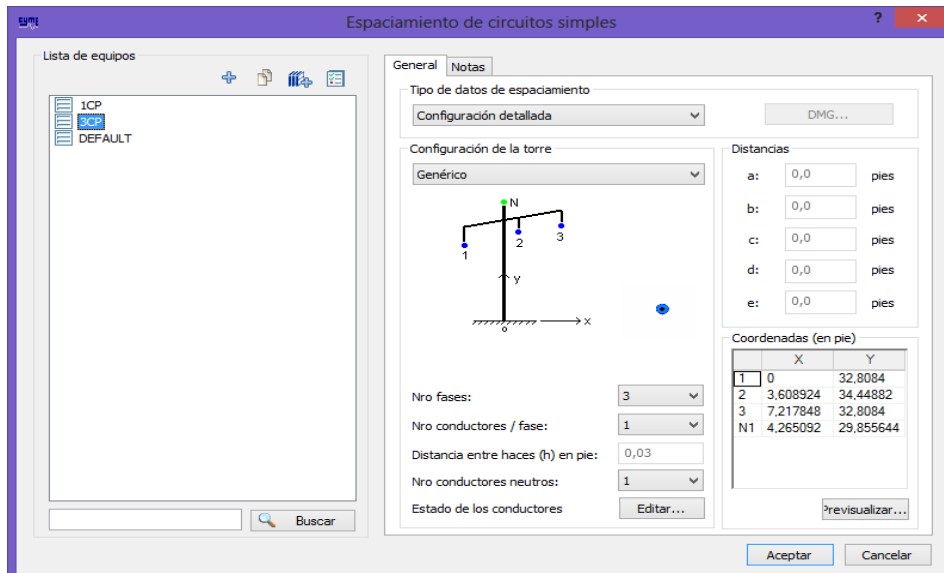 CYME
Espaciamiento de circuitos simples
?
Lista de equipos
1CP
3CP
DEFAULT
Buscar
General
Notas
Tipo de datos de espaciamiento
Configuración detallada
DMG...
Configuración de la torre
Genérico
N
1
2
3
y
x
o
Nro fases:
3
Nro conductores / fase:
1
Distancia entre haces (h) en pie:
0,03
Nro conductores neutros:
1
Estado de los conductores
Editar...
Distancias
a: 0,0 pies
b: 0,0 pies
c: 0,0 pies
d: 0,0 pies
e: 0,0 pies
Coordenadas (en pie)
X Y
1 0 32,8084
2 3,608924 34,44882
3 7,217848 32,8084
N1 4,265092 29,855644
Previsualizar...
Aceptar
Cancelar